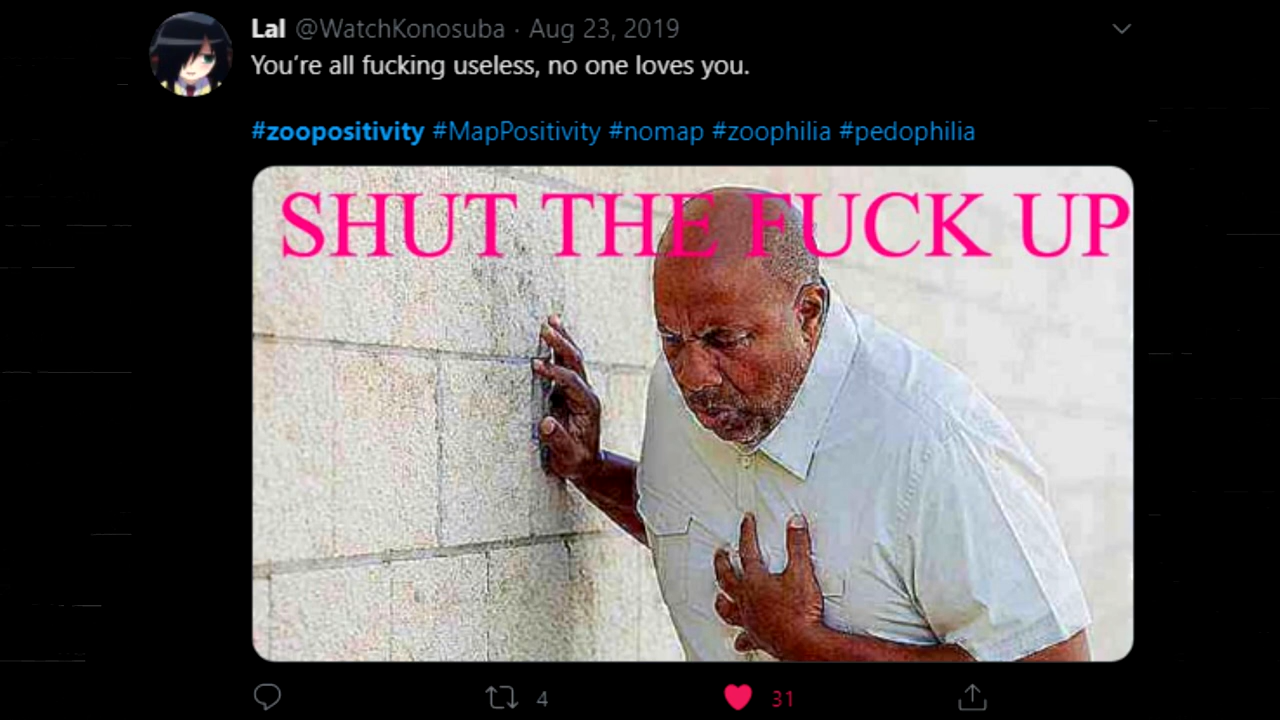 Lal @WatchKonosuba · Aug 23, 2019
You're all fucking useless, no one loves you.
#zoopositivity #MapPositivity #nomap #zoophilia #pedophilia
SHUT THE FUCK UP
4 31